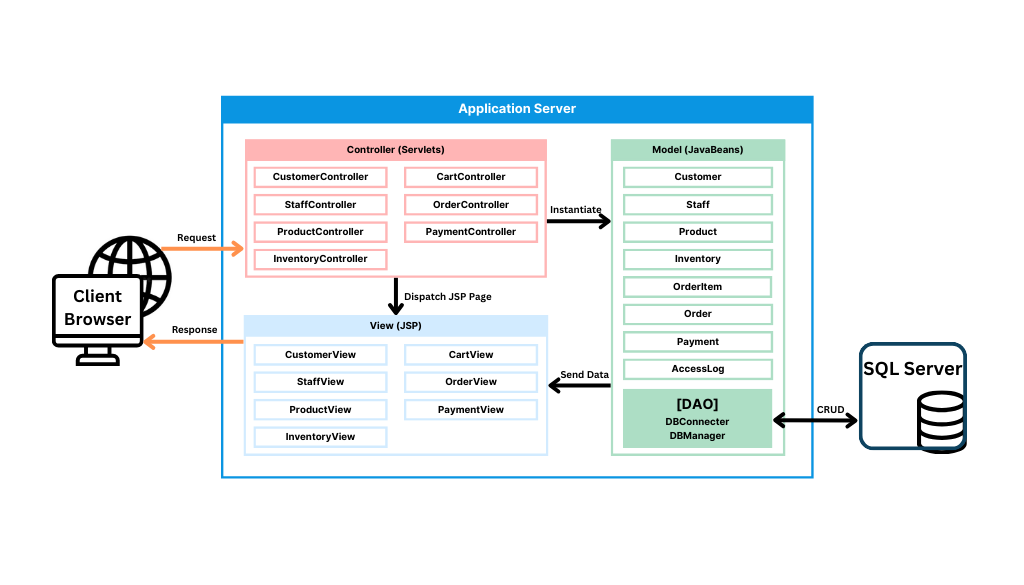 Application Server
Controller (Servlets)
CustomerController
CartController
StaffController
OrderController
ProductController
PaymentController
InventoryController
Instantiate
Model (JavaBeans)
Customer
Staff
Product
Inventory
OrderItem
Order
Payment
AccessLog
[DAO]
DBConnecter
DBManager
Request
Client
Browser
Response
Dispatch JSP Page
View (JSP)
CustomerView
CartView
StaffView
OrderView
ProductView
PaymentView
InventoryView
Send Data
CRUD
SQL Server